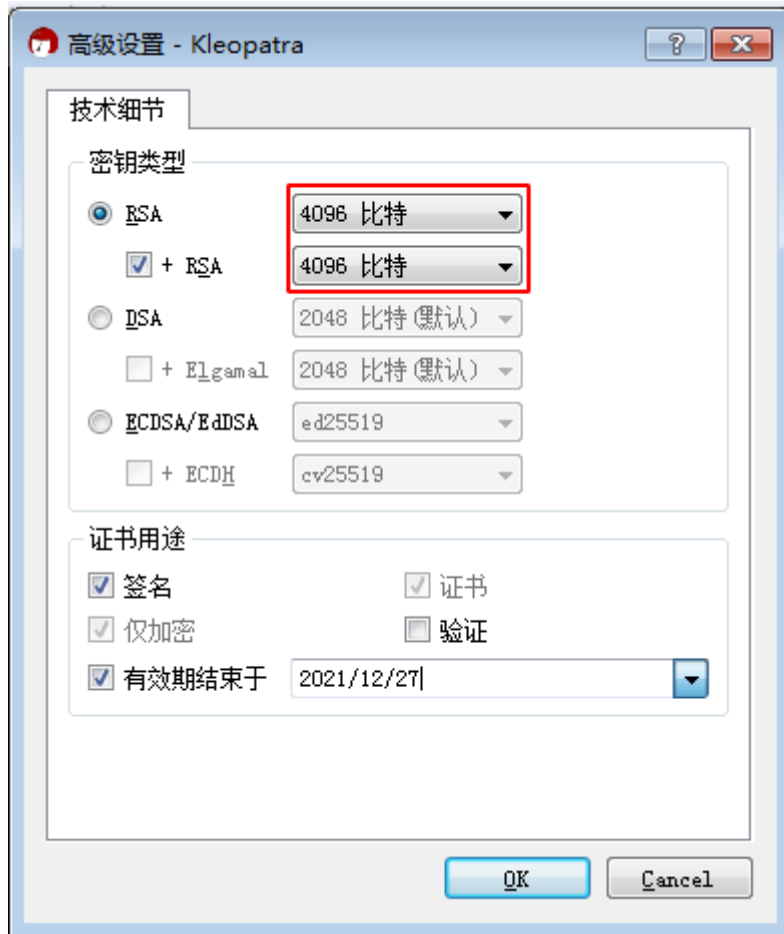 高级设置 - Kleopatra
技术细节
密钥类型
RSA 4096 比特
+ RSA 4096 比特
DSA 2048 比特(默认)
+ Elgamal 2048 比特(默认)
ECDSA/EdDSA ed25519
+ ECDH cv25519
证书用途
签名 证书
仅加密 验证
有效期结束于 2021/12/27
OK Cancel